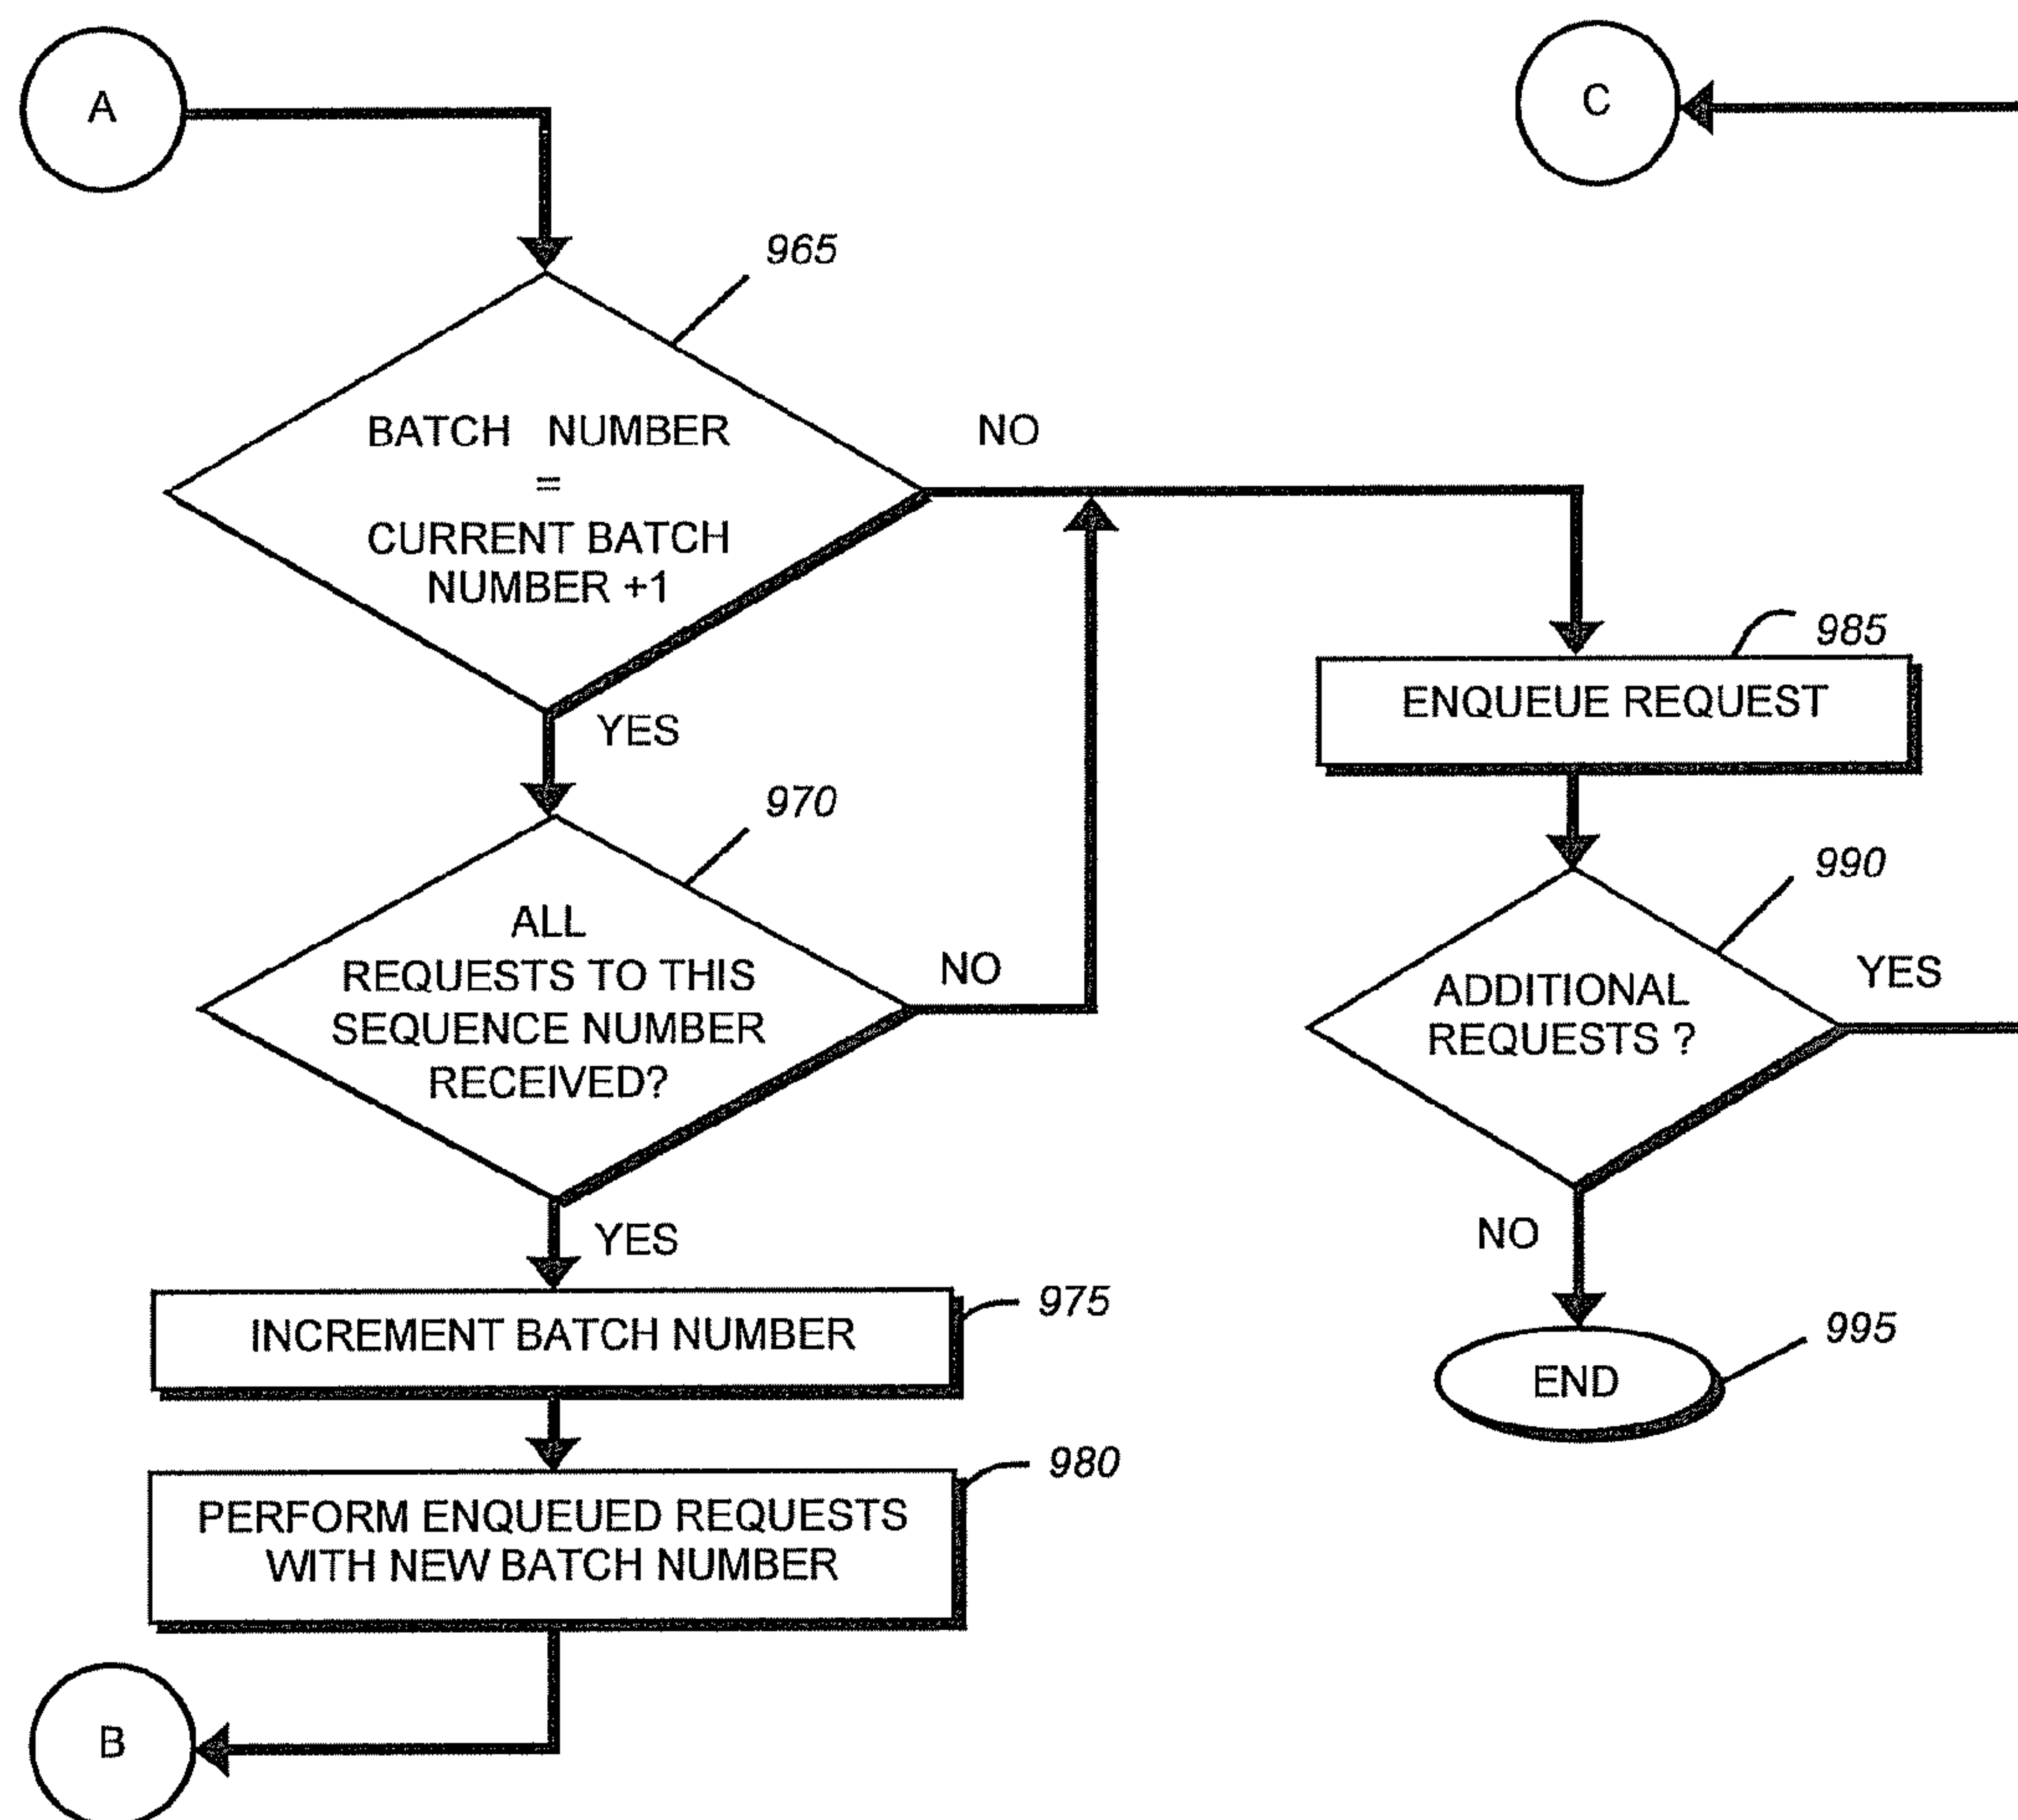 A
C
965
BATCH NUMBER
=
CURRENT BATCH
NUMBER +1
NO
YES
970
ALL
REQUESTS TO THIS
SEQUENCE NUMBER
RECEIVED?
NO
YES
975
INCREMENT BATCH NUMBER
980
PERFORM ENQUEUED REQUESTS
WITH NEW BATCH NUMBER
B
985
ENQUEUE REQUEST
990
ADDITIONAL
REQUESTS ?
YES
NO
995
END